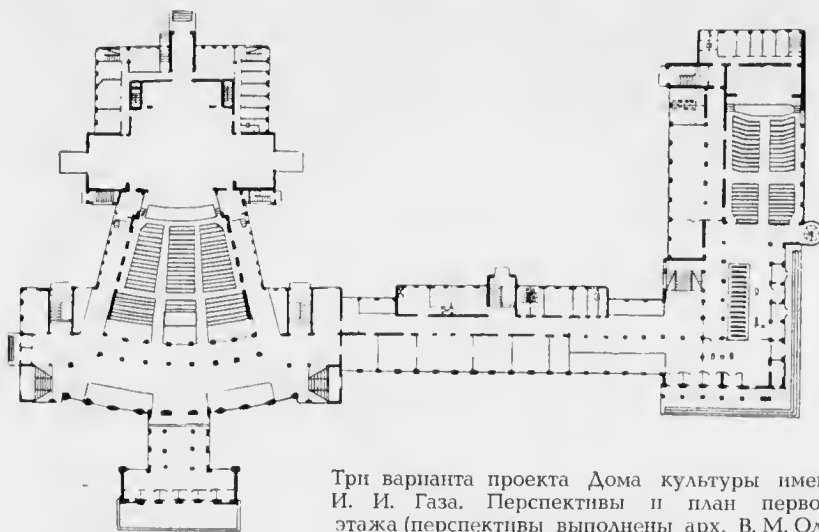 Три варианта проекта Дома культуры имен
И. И. Газа. Перспективы и план перво
этажа (перспективы выполнены арх. В. М. Ол